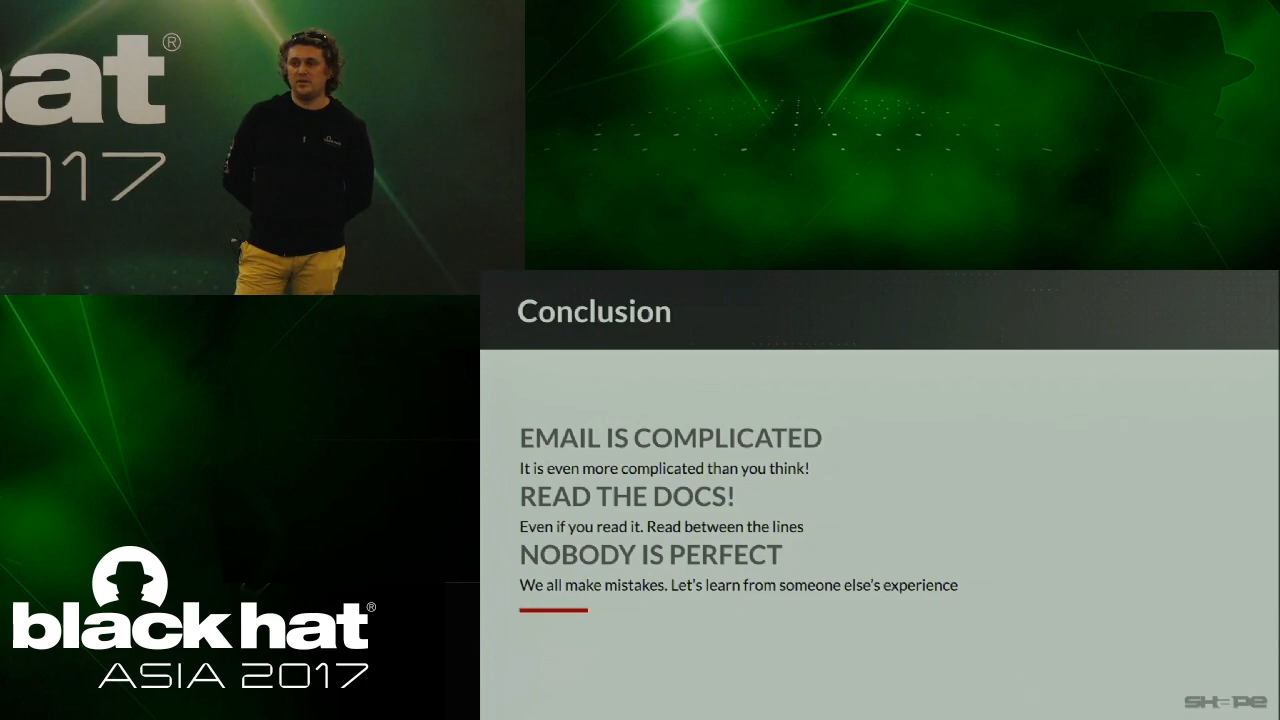 hat®
2017
Conclusion
EMAIL IS COMPLICATED
It is even more complicated than you think!
READ THE DOCS!
Even if you read it. Read between the lines
NOBODY IS PERFECT
We all make mistakes. Let's learn from someone else's experience
black hat®
ASIA 2017
SHAPE